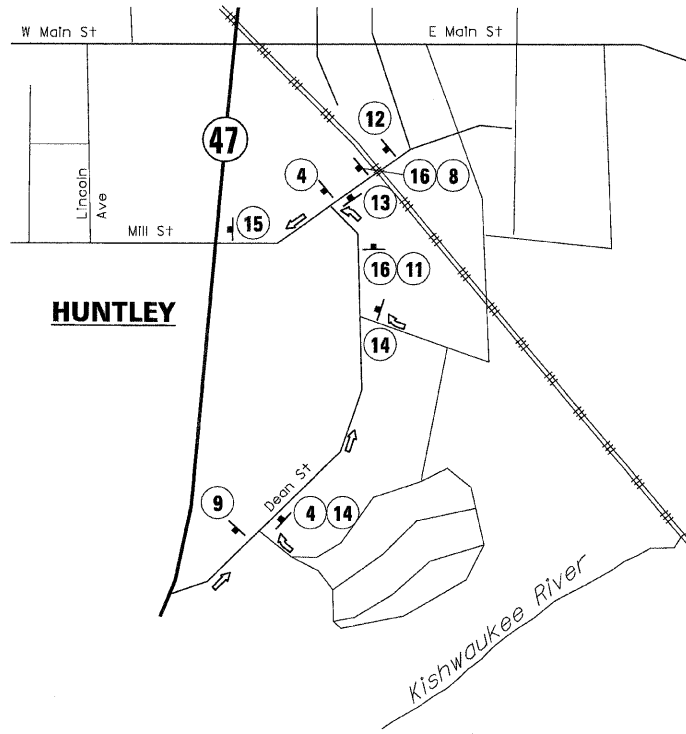 W Main St
E Main St
12
47
4
16 8
Lincoln
Ave
13
15
Mill St
16 11
HUNTLEY
14
Dean St
9
4 14
Kishwaukee River